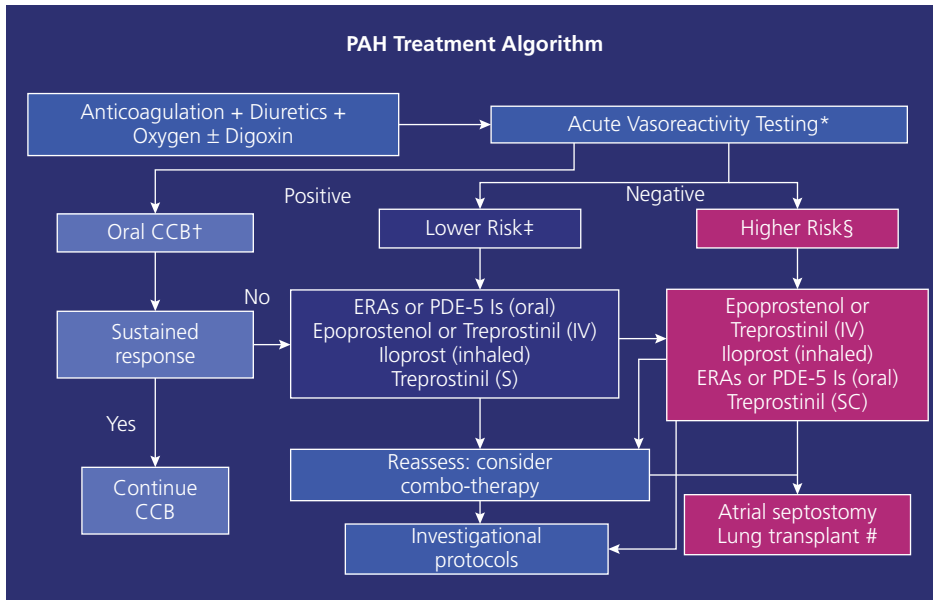 PAH Treatment Algorithm
Anticoagulation + Diuretics +
Oxygen ± Digoxin
Acute Vasoreactivity Testing*
Positive
Negative
Oral CCB†
Lower Risk‡
Higher Risk§
No
Sustained
response
ERAs or PDE-5 Is (oral)
Epoprostenol or Treprostinil (IV)
Iloprost (inhaled)
Treprostinil (S)
Epoprostenol or
Treprostinil (IV)
Iloprost (inhaled)
ERAs or PDE-5 Is (oral)
Treprostinil (SC)
Yes
Reassess: consider
combo-therapy
Continue
CCB
Atrial septostomy
Lung transplant #
Investigational
protocols